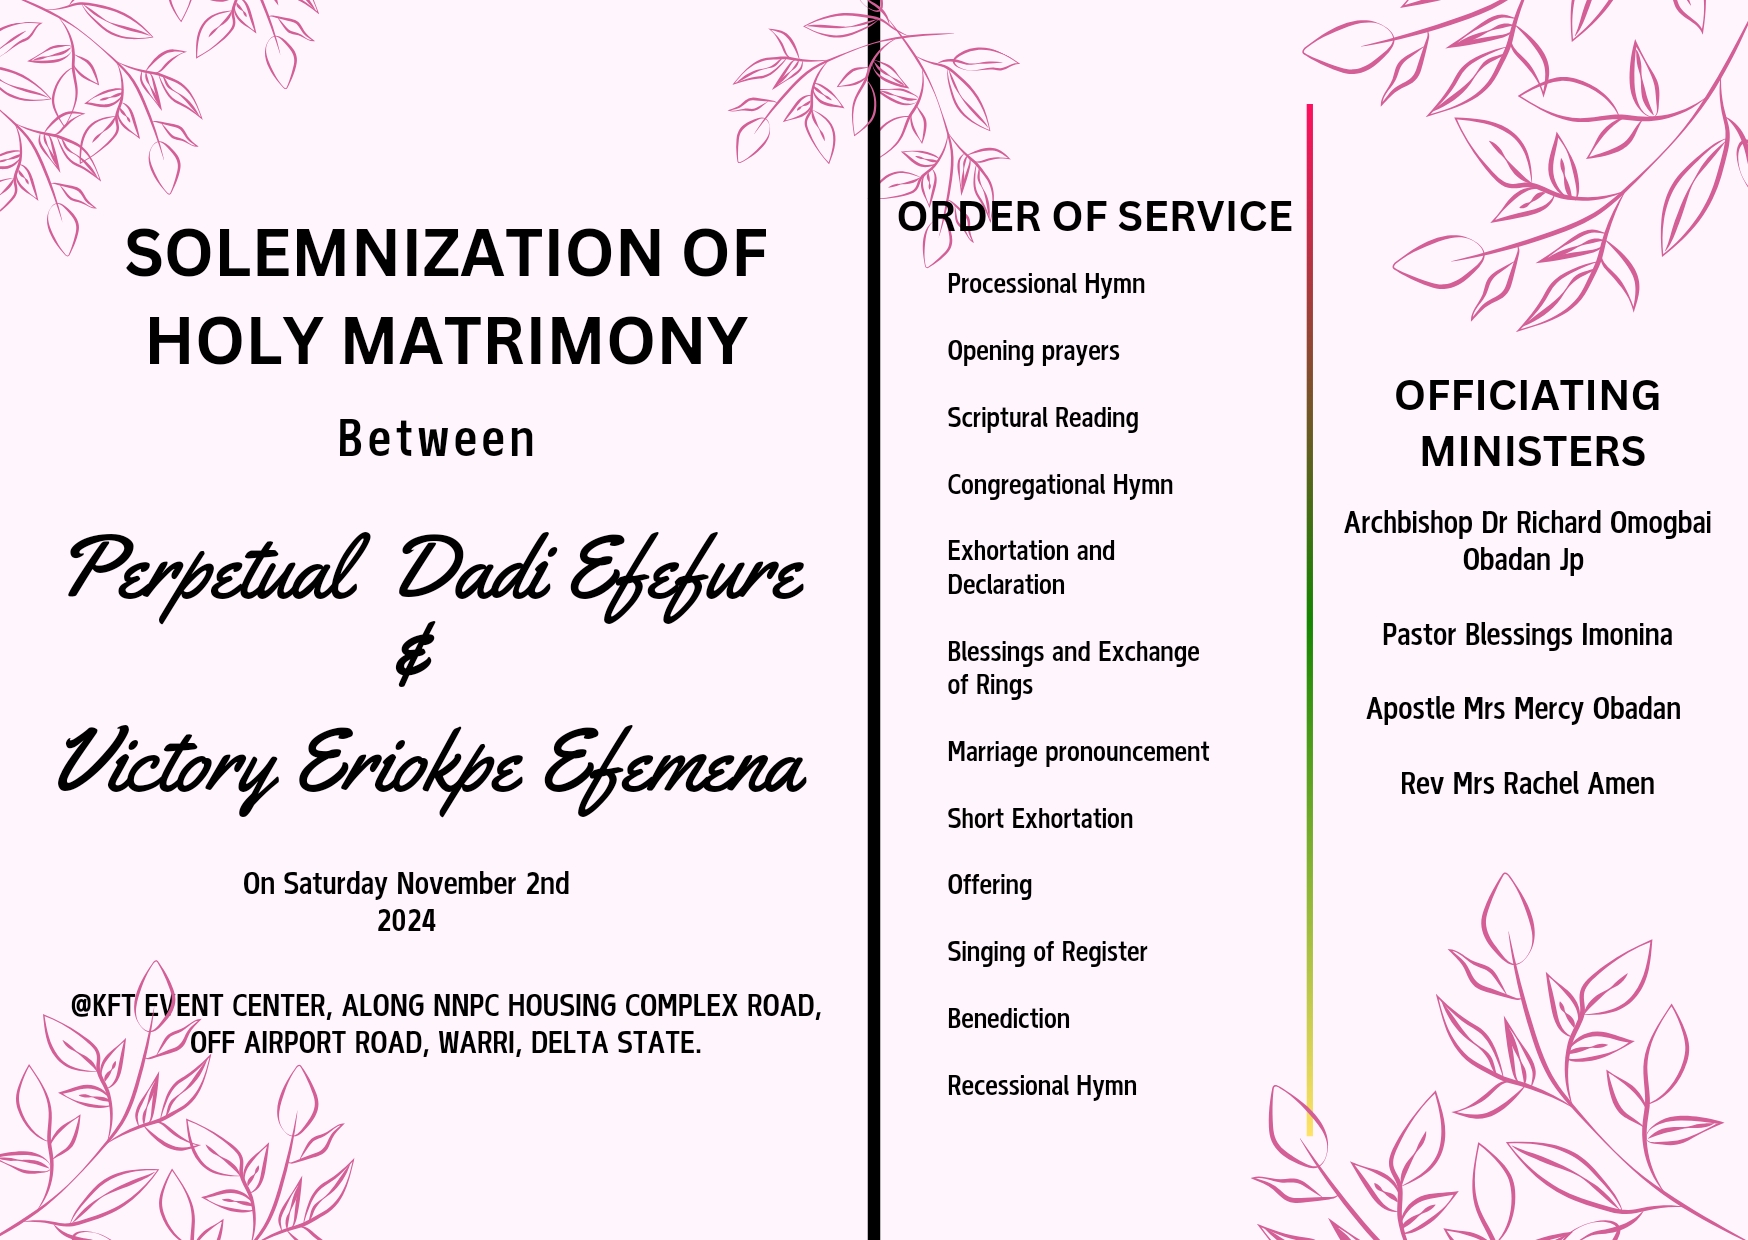 SOLEMNIZATION OF
HOLY MATRIMONY
Between
Perpetual Dadi Efefure
&
Victory Eriokpe Efemena
On Saturday November 2nd
2024
@KFT EVENT CENTER, ALONG NNPC HOUSING COMPLEX ROAD,
OFF AIRPORT ROAD, WARRI, DELTA STATE.
ORDER OF SERVICE
Processional Hymn
Opening prayers
Scriptural Reading
Congregational Hymn
Exhortation and
Declaration
Blessings and Exchange
of Rings
Marriage pronouncement
Short Exhortation
Offering
Singing of Register
Benediction
Recessional Hymn
OFFICIATING
MINISTERS
Archbishop Dr Richard Omogbai
Obadan Jp
Pastor Blessings Imonina
Apostle Mrs Mercy Obadan
Rev Mrs Rachel Amen